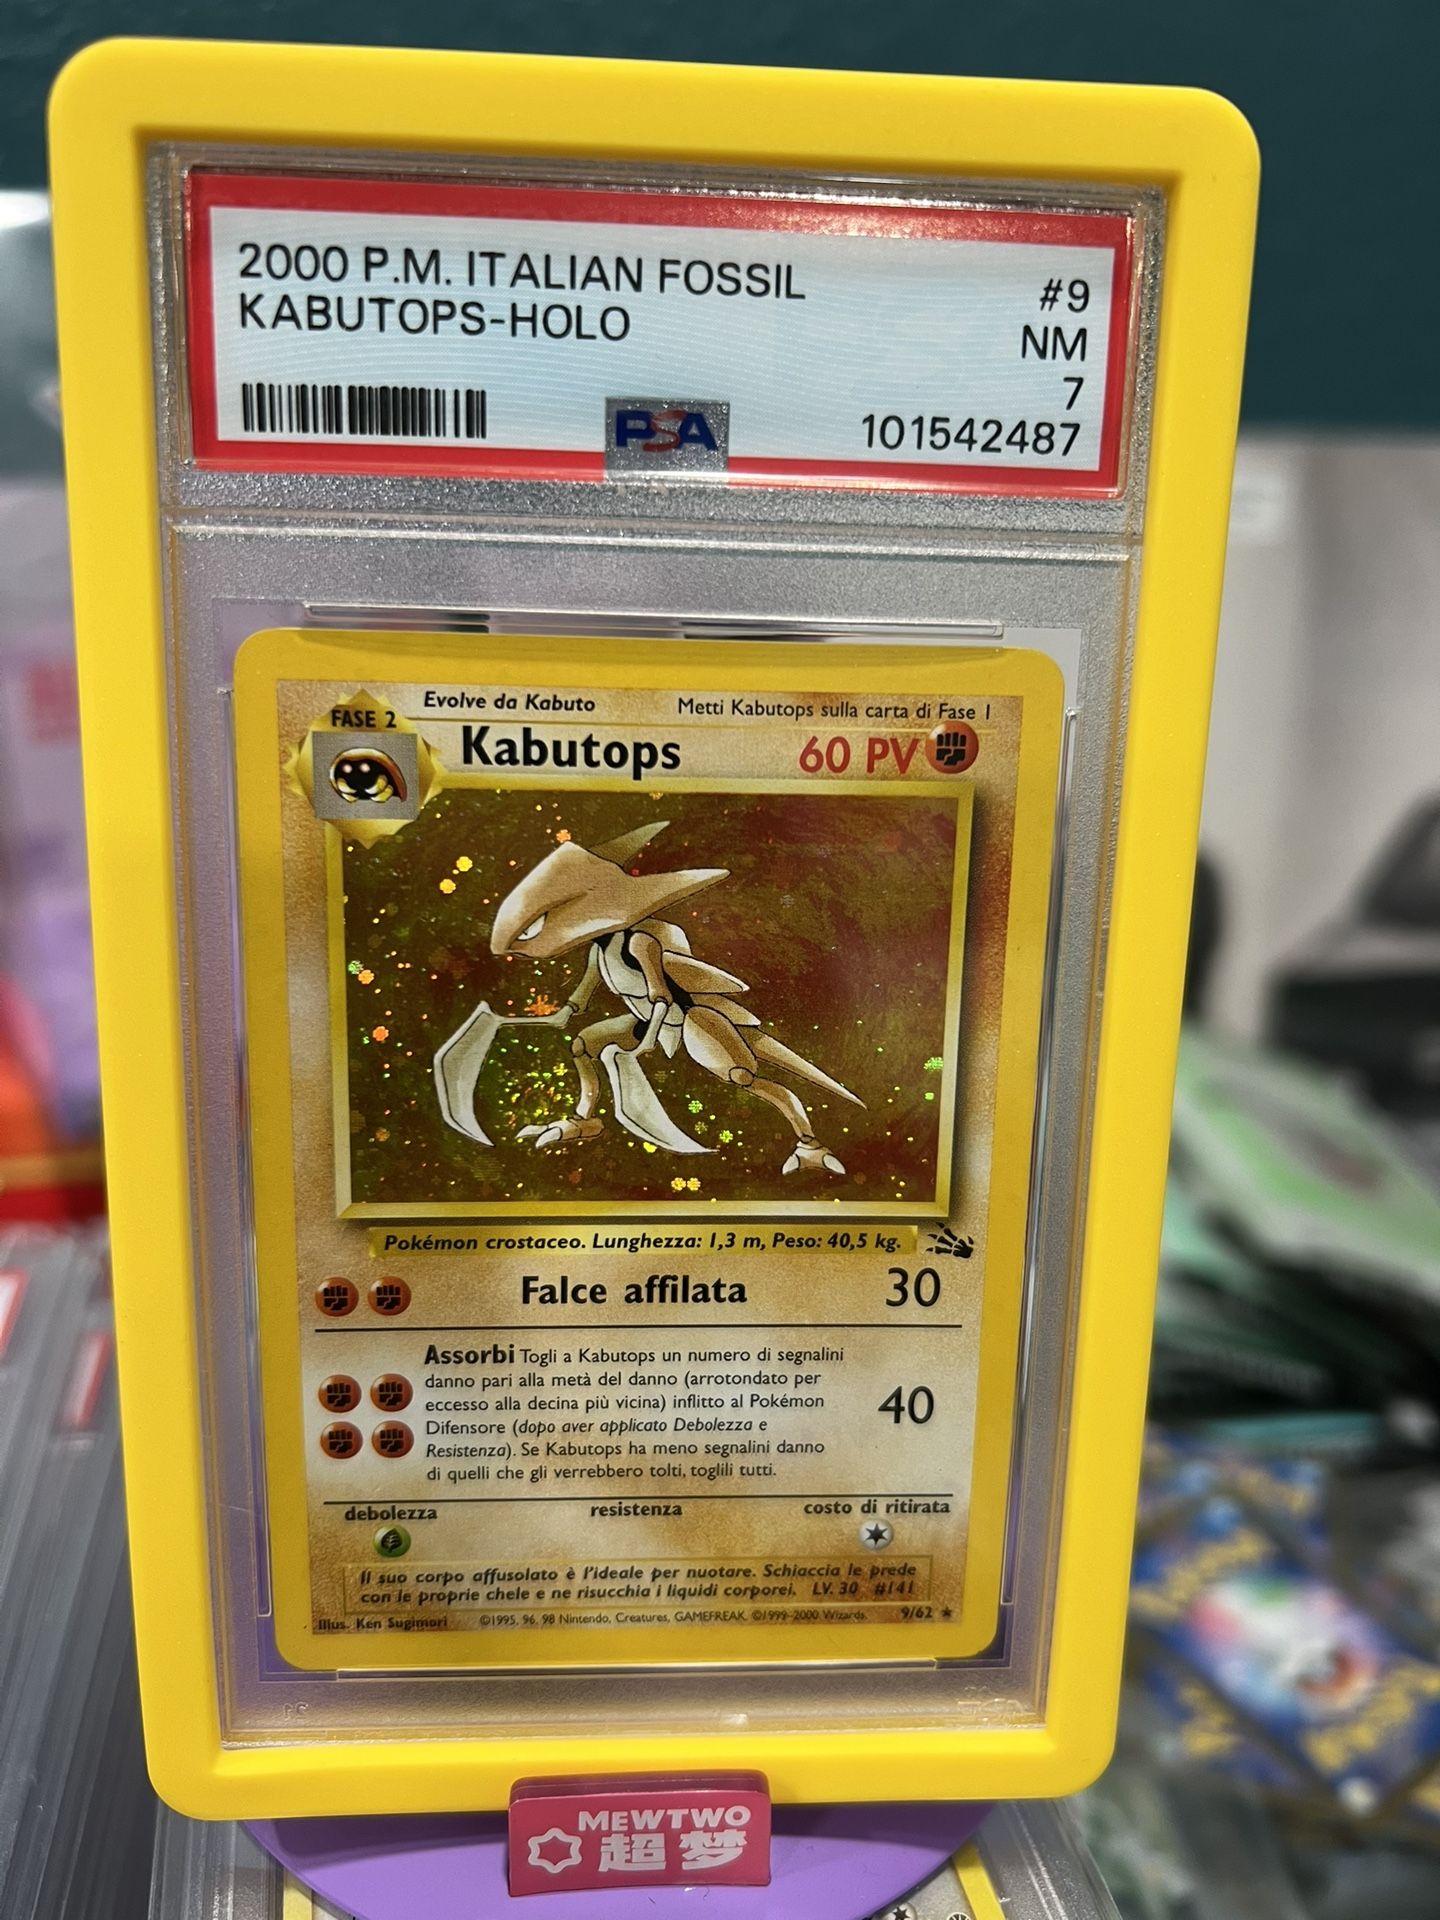 2000 P.M. ITALIAN FOSSIL
#9
KABUTOPS-HOLO
NM
7
PSA
101542487
Evolve da Kabuto
Metti Kabutops sulla carta di Fase 1
FASE 2
Kabutops
60 PV
Pokémon crostaceo. Lunghezza: 1,3 m, Peso: 40,5 kg.
Falce affilata
30
Assorbi Togli a Kabutops un numero di segnalini
danno pari alla metà del danno (arrotondato per
eccesso alla decina più vicina) inflitto al Pokémon
Difensore (dopo aver applicato Debolezza e
Resistenza). Se Kabutops ha meno segnalini danno
di quelli che gli verrebbero tolti, toglili tutti.
40
debolezza
resistenza
costo di ritirata
Il suo corpo affusolato è l'ideale per nuotare. Schiaccia le prede
con le proprie chele e ne risucchia i liquidi corporei. LV. 30 #141
Illus. Ken Sugimori
©1995, 96, 98 Nintendo, Creatures, GAMEFREAK. ©1999-2000 Wizards.
9/62 ★
MEWTWO
超梦